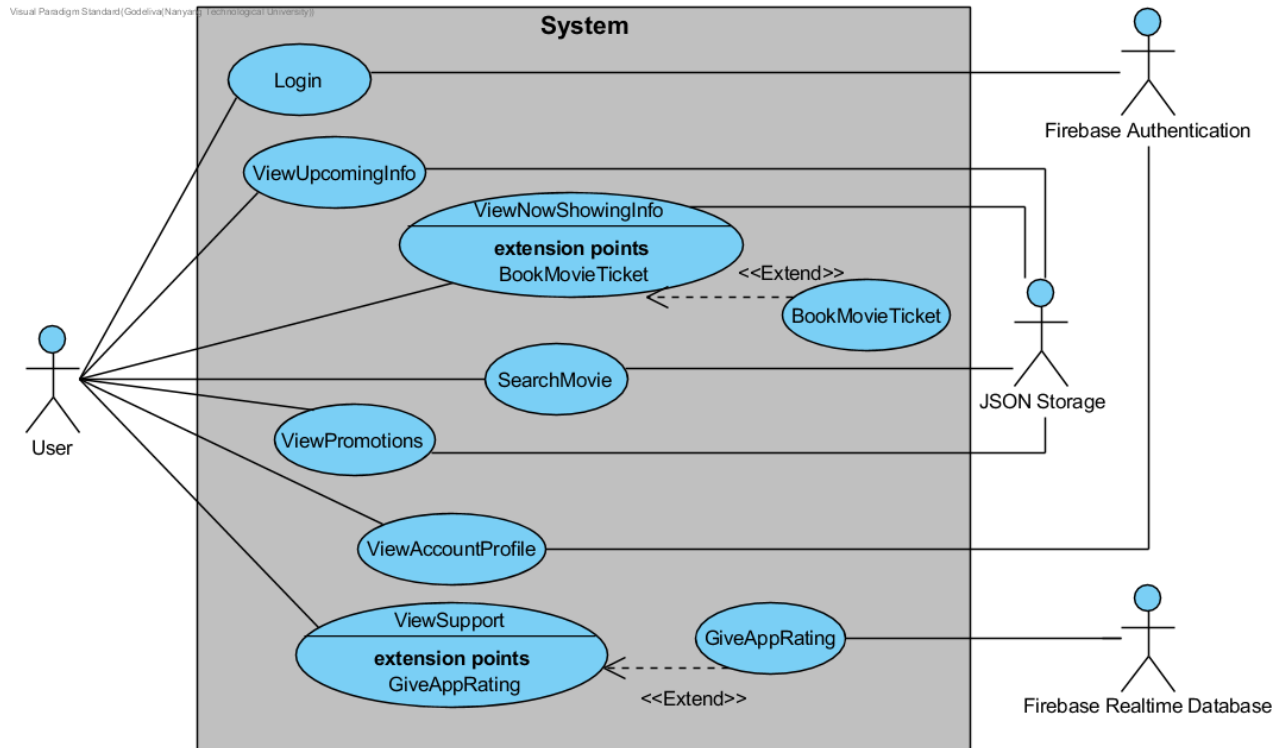 Visual Paradigm Standard(Godeliva(Nanyang Technological University))
System
Login
Firebase Authentication
ViewUpcomingInfo
ViewNowShowingInfo
extension points
BookMovieTicket
<<Extend>>
BookMovieTicket
SearchMovie
JSON Storage
User
ViewPromotions
ViewAccountProfile
ViewSupport
extension points
GiveAppRating
GiveAppRating
<<Extend>>
Firebase Realtime Database